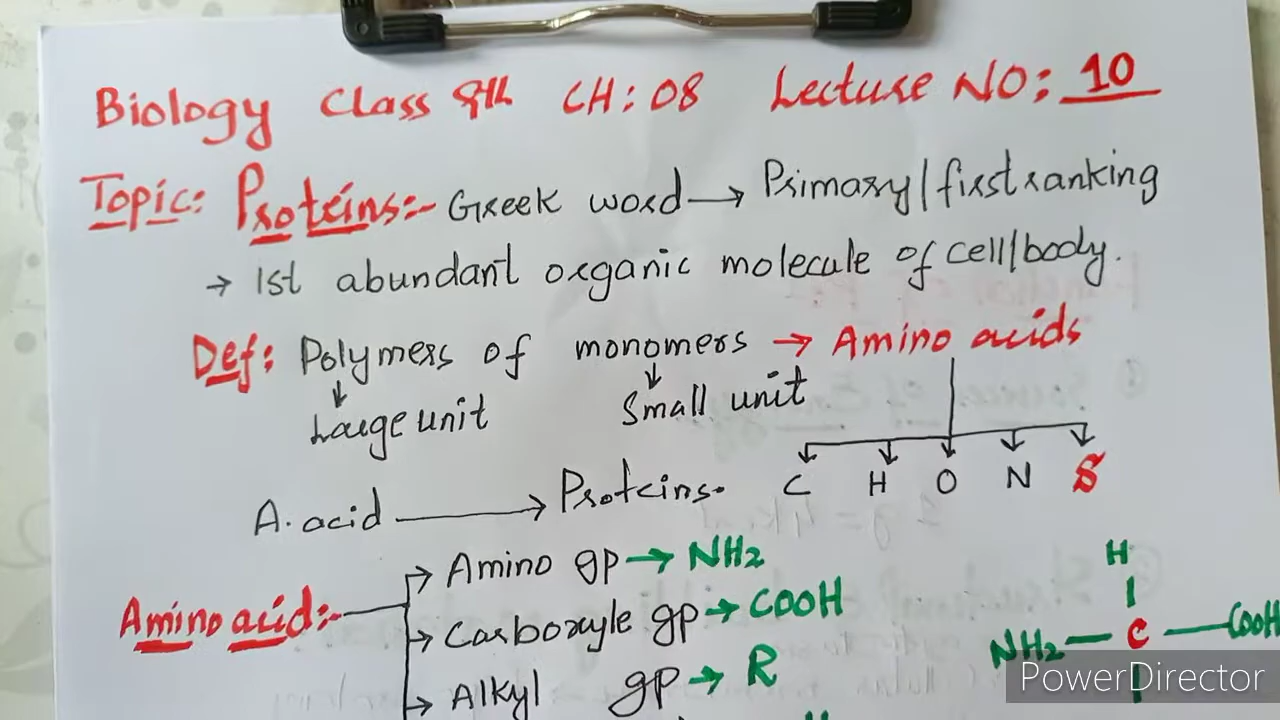 Biology Class 9th CH: 08 Lecture NO: 10
Topic: Proteins:- Greek word → Primary/first ranking
→ 1st abundant organic molecule of cell/body.
Def: Polymers of monomers → Amino acids
↓ ↓
Large unit Small unit
C H O N S
A. acid → Proteins.
Amino acid:-
→ Amino gp → NH2
→ Carboxyle gp → COOH
→ Alkyl gp → R
H
NH2 — C — COOH
PowerDirector